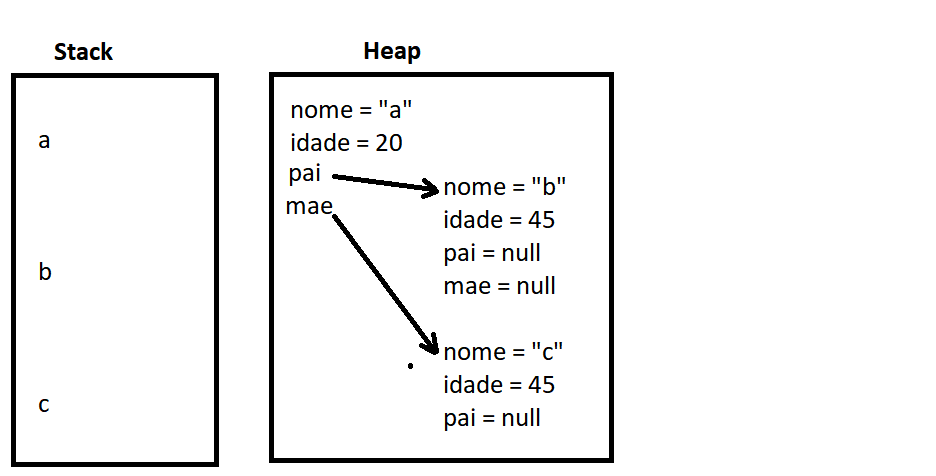 Stack
Heap
a
b
c
nome = "a"
idade = 20
pai
mae
nome = "b"
idade = 45
pai = null
mae = null
nome = "c"
idade = 45
pai = null